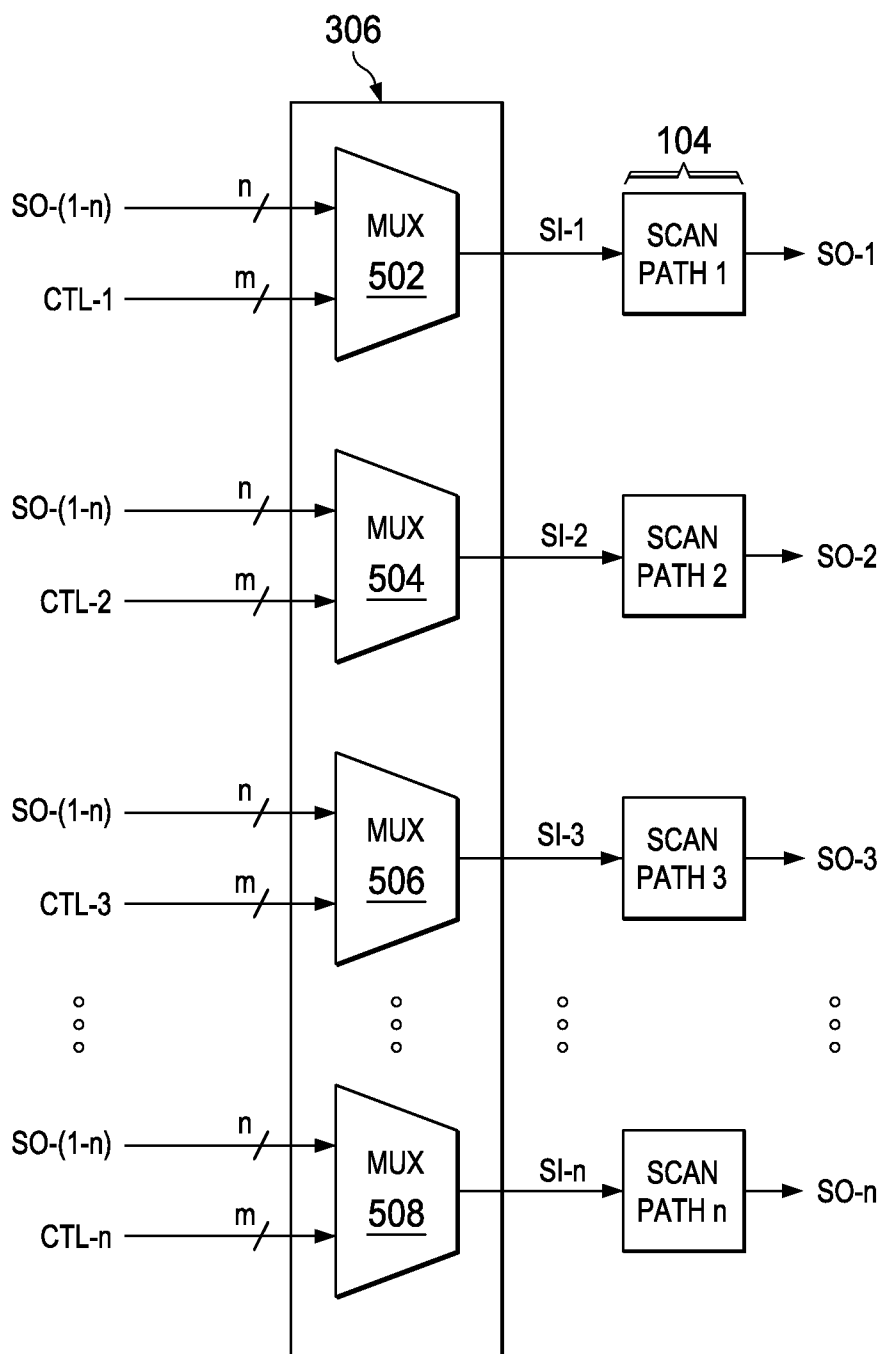 306
104
SO-(1-n)
n
CTL-1
m
MUX
502
SI-1
SCAN
PATH 1
SO-1
SO-(1-n)
n
CTL-2
m
MUX
504
SI-2
SCAN
PATH 2
SO-2
SO-(1-n)
n
CTL-3
m
MUX
506
SI-3
SCAN
PATH 3
SO-3
SO-(1-n)
n
CTL-n
m
MUX
508
SI-n
SCAN
PATH n
SO-n